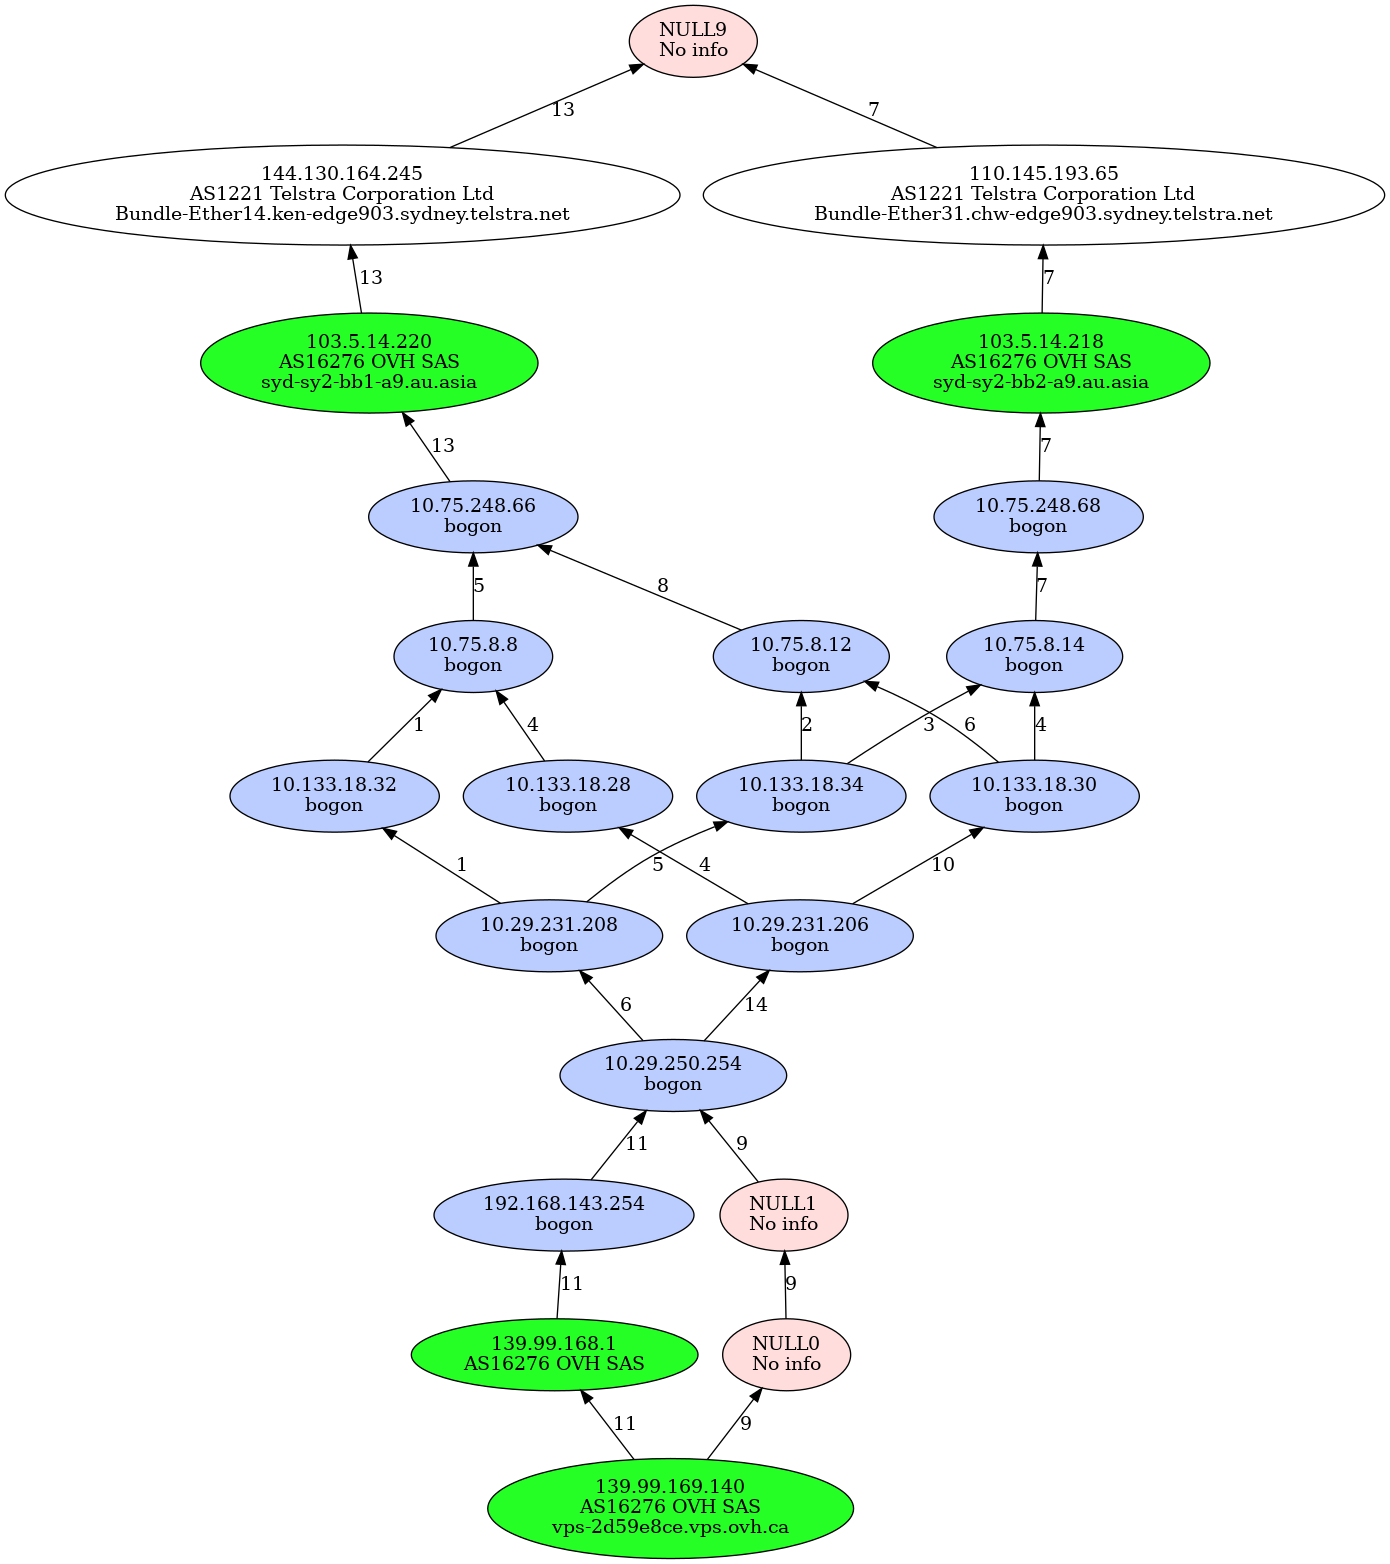 NULL9
No info
13
7
144.130.164.245
AS1221 Telstra Corporation Ltd
Bundle-Ether14.ken-edge903.sydney.telstra.net
110.145.193.65
AS1221 Telstra Corporation Ltd
Bundle-Ether31.chw-edge903.sydney.telstra.net
13
7
103.5.14.220
AS16276 OVH SAS
syd-sy2-bb1-a9.au.asia
103.5.14.218
AS16276 OVH SAS
syd-sy2-bb2-a9.au.asia
13
7
10.75.248.66
bogon
10.75.248.68
bogon
5
8
7
10.75.8.8
bogon
10.75.8.12
bogon
10.75.8.14
bogon
1
4
2
3
6
4
10.133.18.32
bogon
10.133.18.28
bogon
10.133.18.34
bogon
10.133.18.30
bogon
1
5
4
10
10.29.231.208
bogon
10.29.231.206
bogon
6
14
10.29.250.254
bogon
11
9
192.168.143.254
bogon
NULL1
No info
11
9
139.99.168.1
AS16276 OVH SAS
NULL0
No info
11
9
139.99.169.140
AS16276 OVH SAS
vps-2d59e8ce.vps.ovh.ca